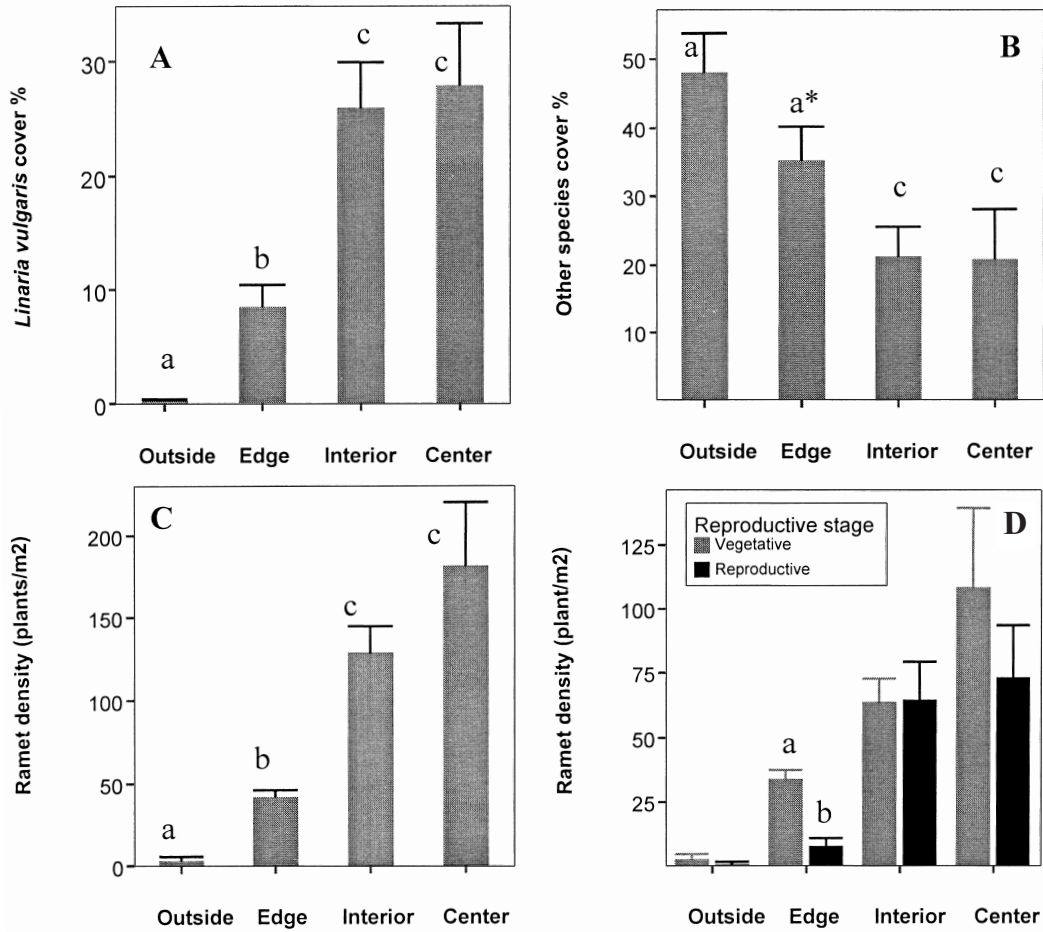 A
Linaria vulgaris cover %
30
20
10
0
a
b
c
c
Outside Edge Interior Center
B
Other species cover %
50
40
30
20
10
a
a*
c
c
Outside Edge Interior Center
C
Ramet density (plants/m2)
200
150
100
50
0
a
b
c
c
Outside Edge Interior Center
D
Ramet density (plant/m2)
125
100
75
50
25
Reproductive stage
Vegetative
Reproductive
a
b
Outside Edge Interior Center